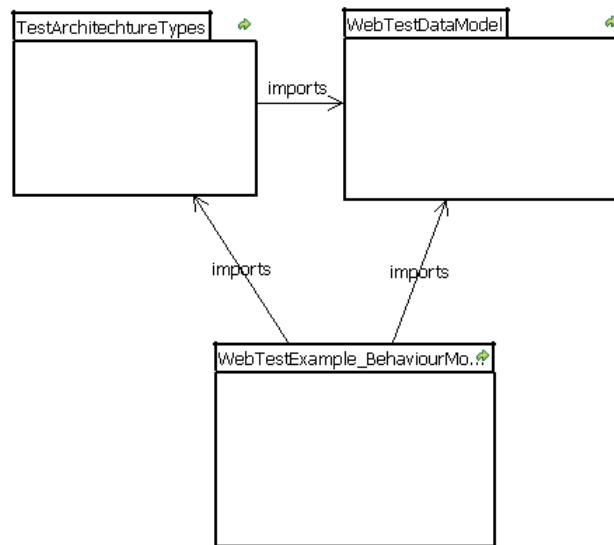 TestArchitechtureTypes
WebTestDataModel
imports
imports
imports
WebTestExample_BehaviourMo...